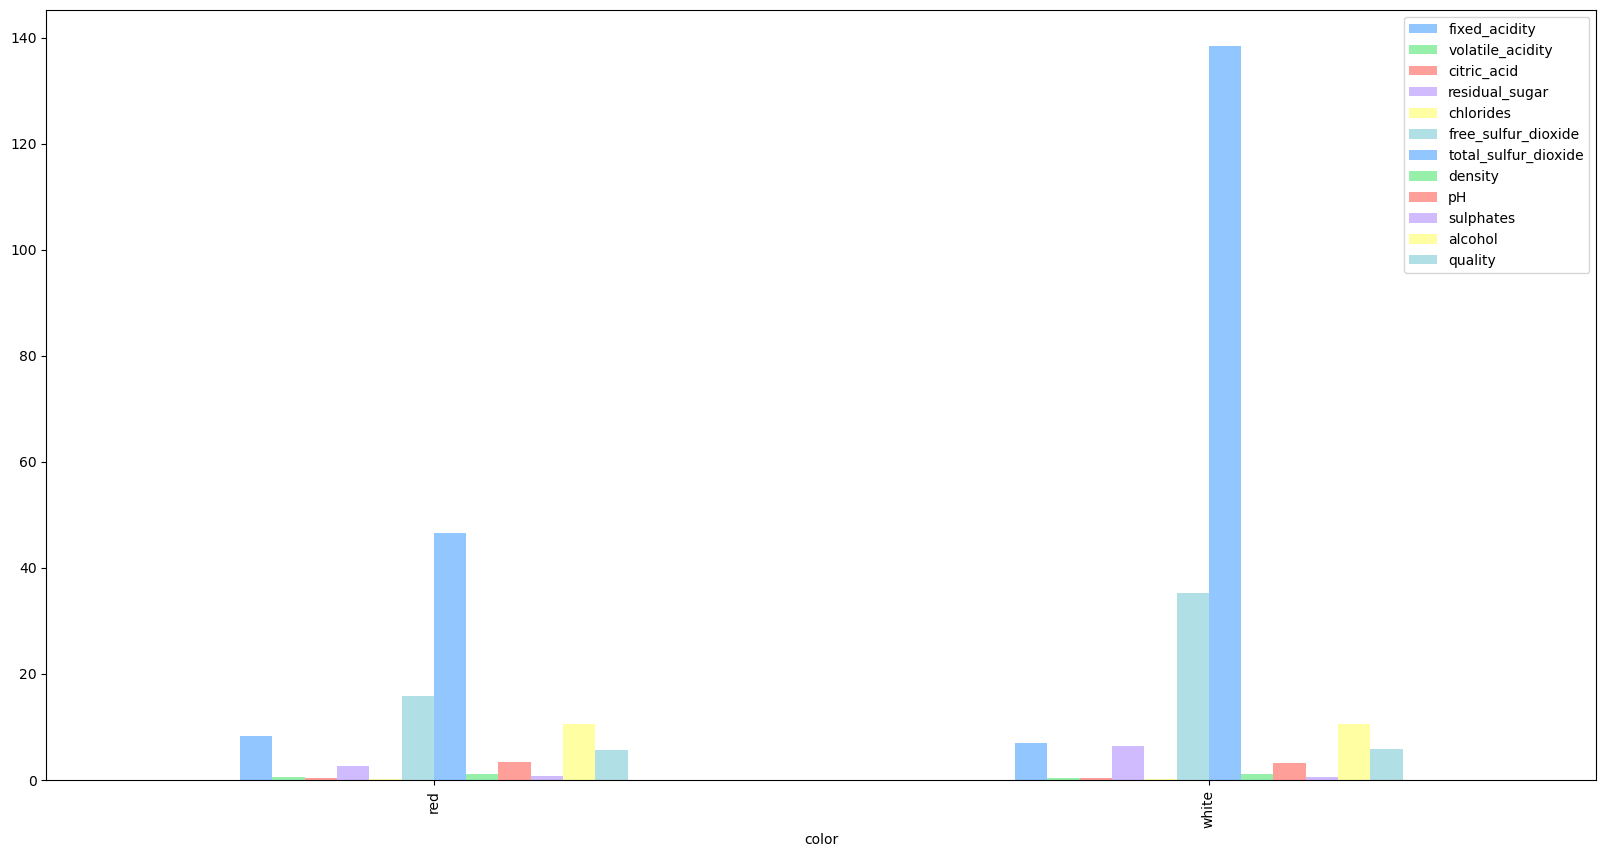 140
120
100
80
60
40
20
0
fixed_acidity
volatile_acidity
citric_acid
residual_sugar
chlorides
free_sulfur_dioxide
total_sulfur_dioxide
density
pH
sulphates
alcohol
quality
red
white
color